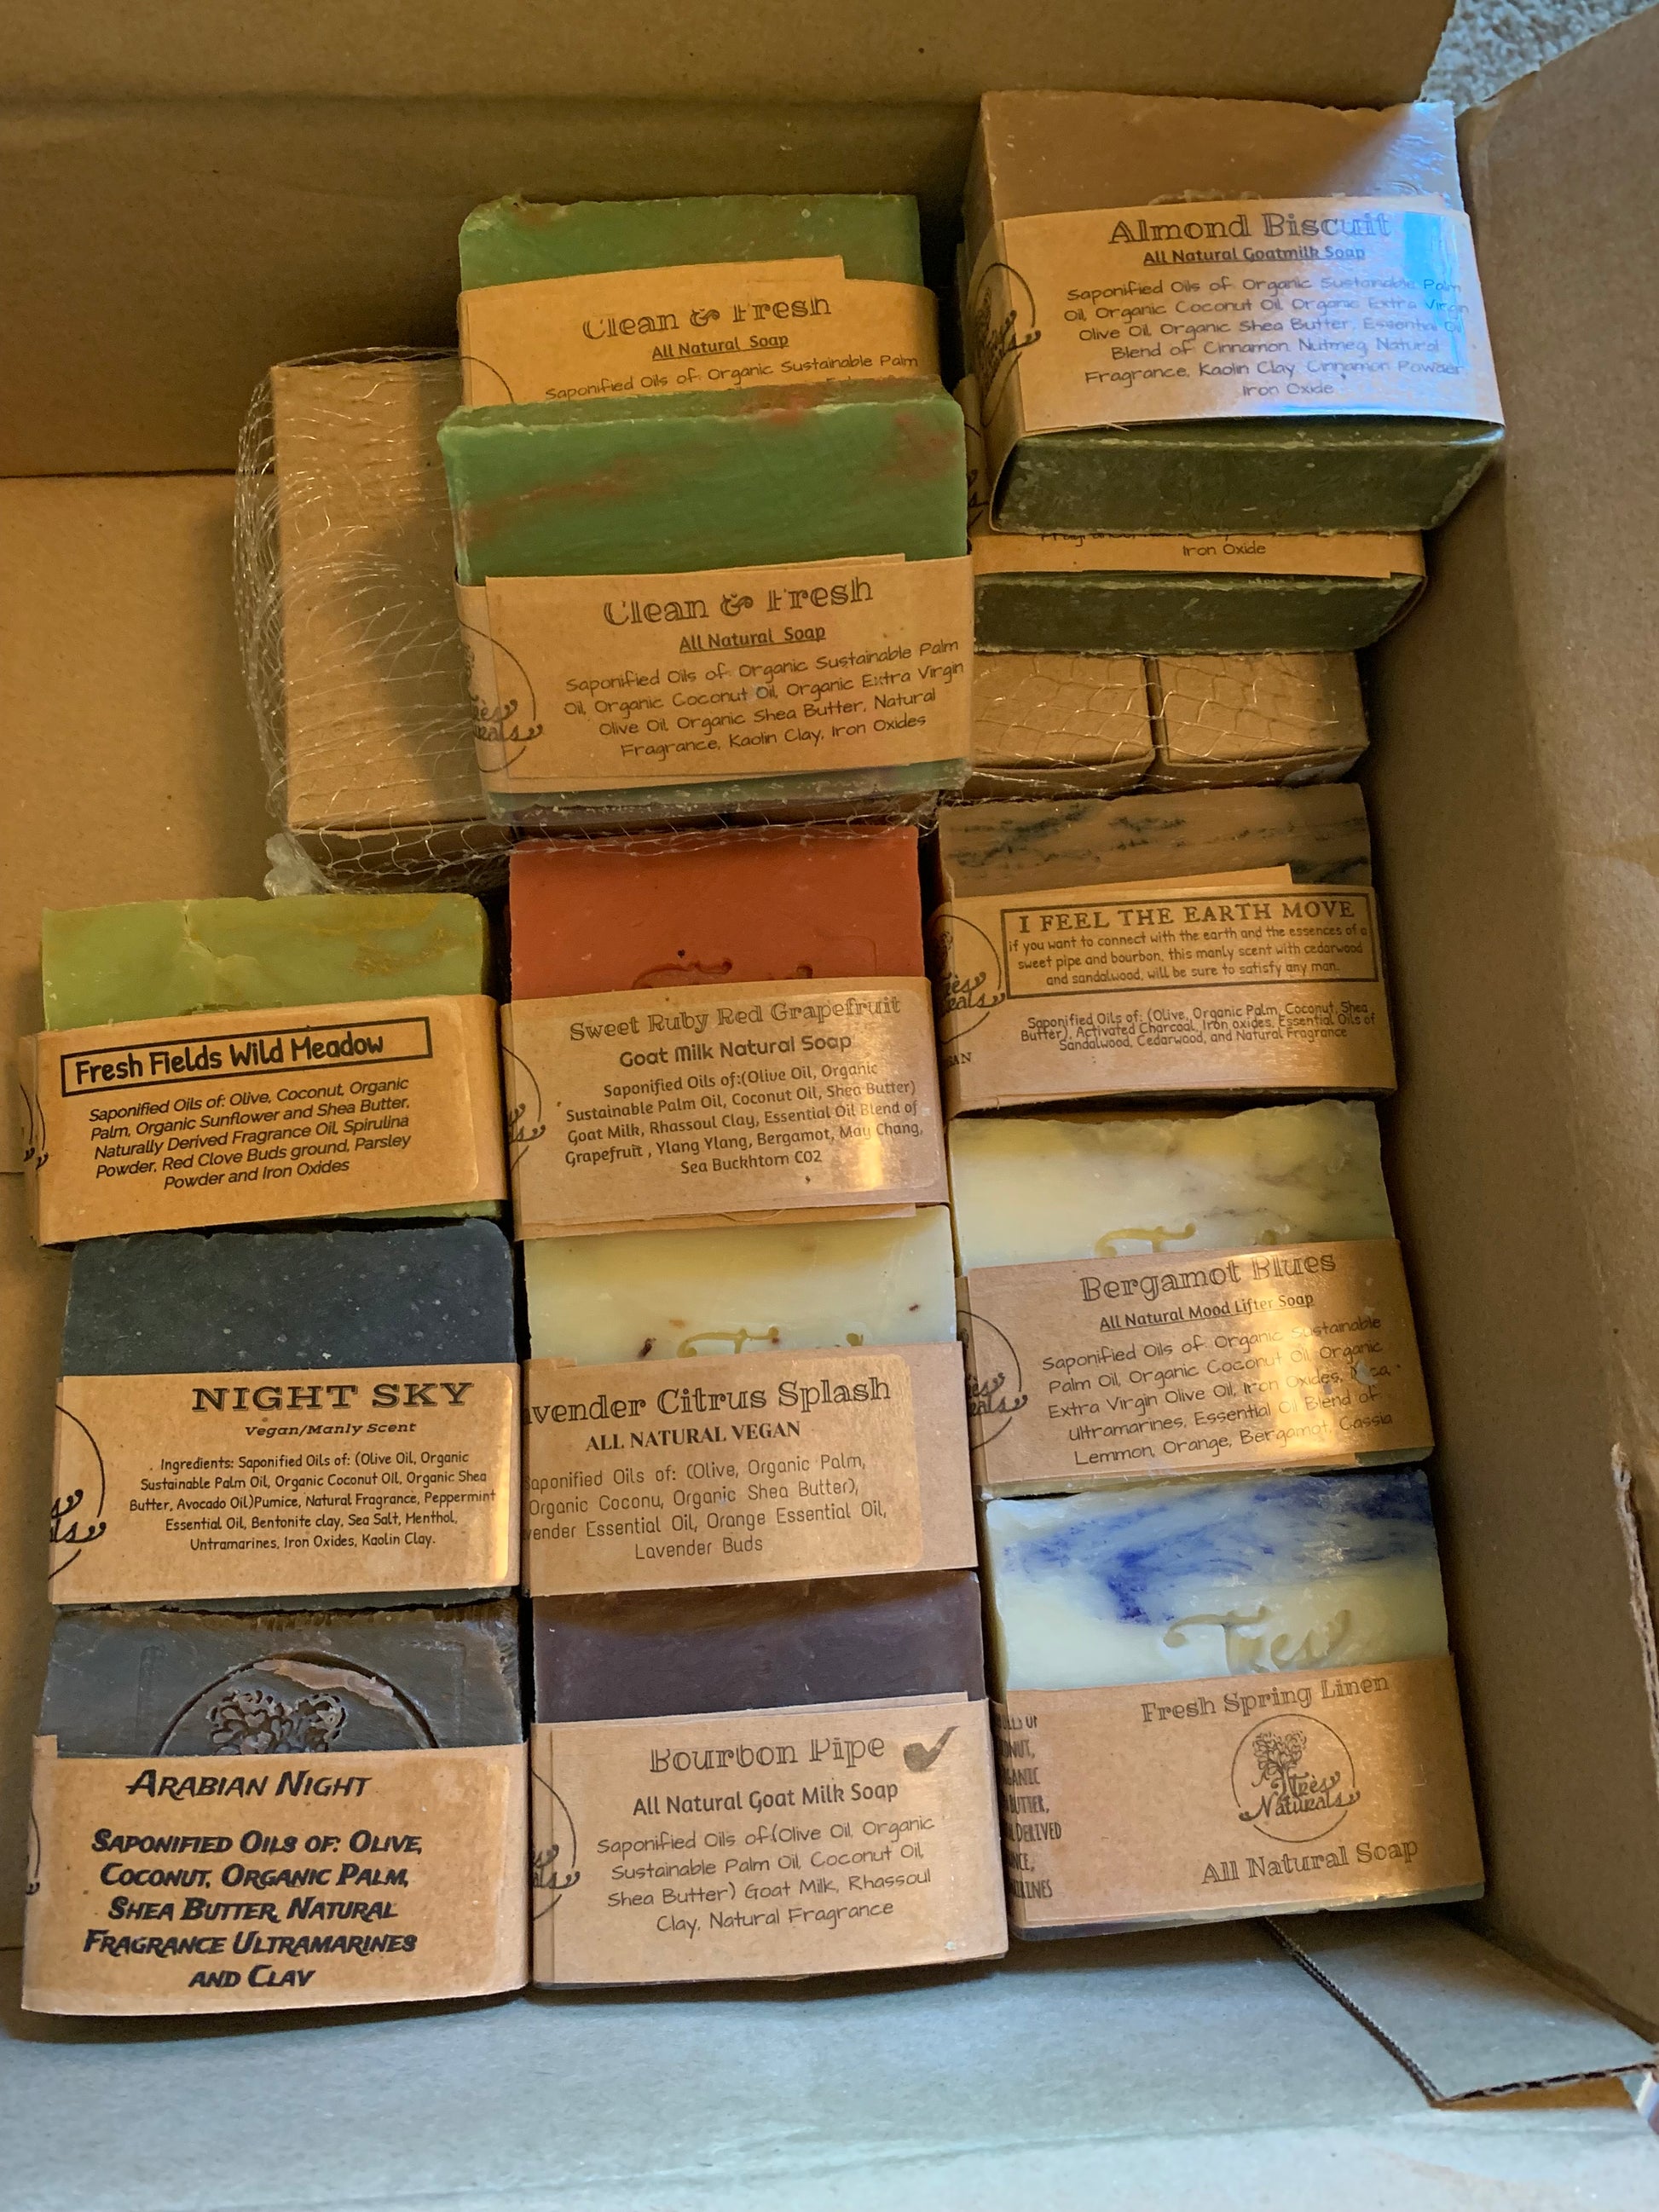 Clean & Fresh
All Natural Soap
Saponified Oils of: Organic Sustainable Palm
Almond Biscuit
All Natural Goatmilk Soap
Saponified Oils of: Organic Sustainable Palm
Oil, Organic Coconut Oil, Organic Extra Virgin
Olive Oil, Organic Shea Butter, Essential Oil
Blend of: Cinnamon Nutmeg Natural
Fragrance, Kaolin Clay Cinnamon Powder
Iron Oxide
Iron Oxide
Clean & Fresh
All Natural Soap
Saponified Oils of: Organic Sustainable Palm
Oil, Organic Coconut Oil, Organic Extra Virgin
Olive Oil, Organic Shea Butter, Natural
Fragrance, Kaolin Clay, Iron Oxides
Fresh Fields Wild Meadow
Saponified Oils of: Olive, Coconut, Organic
Palm, Organic Sunflower and Shea Butter,
Naturally Derived Fragrance Oil, Spirulina
Powder, Red Clove Buds ground, Parsley
Powder and Iron Oxides
Sweet Ruby Red Grapefruit
Goat Milk Natural Soap
Saponified Oils of:(Olive Oil, Organic
Sustainable Palm Oil, Coconut Oil, Shea Butter)
Goat Milk, Rhassoul Clay, Essential Oil Blend of
Grapefruit , Ylang Ylang, Bergamot, May Chang,
Sea Buckhtorn CO2
I FEEL THE EARTH MOVE
if you want to connect with the earth and the essences of a
sweet pipe and bourbon, this manly scent with cedarwood
and sandalwood, will be sure to satisfy any man.
Saponified Oils of: (Olive, Organic Palm, Coconut, Shea
Butter), Activated Charcoal, Iron oxides, Essential Oils of
Sandalwood, Cedarwood, and Natural Fragrance
NIGHT SKY
Vegan/Manly Scent
Ingredients: Saponified Oils of: (Olive Oil, Organic
Sustainable Palm Oil, Organic Coconut Oil, Organic Shea
Butter, Avocado Oil)Pumice, Natural Fragrance, Peppermint
Essential Oil, Bentonite clay, Sea Salt, Menthol,
Untramarines, Iron Oxides, Kaolin Clay.
vender Citrus Splash
ALL NATURAL VEGAN
Saponified Oils of: (Olive, Organic Palm,
Organic Coconu, Organic Shea Butter),
vender Essential Oil, Orange Essential Oil,
Lavender Buds
Bergamot Blues
All Natural Mood Lifter Soap
Saponified Oils of: Organic Sustainable
Palm Oil, Organic Coconut Oil, Organic
Extra Virgin Olive Oil, Iron Oxides, Mica
Ultramarines, Essential Oil Blend of:
Lemmon, Orange, Bergamot, Cassia
ARABIAN NIGHT
SAPONIFIED OILS OF: OLIVE,
COCONUT, ORGANIC PALM,
SHEA BUTTER, NATURAL
FRAGRANCE ULTRAMARINES
AND CLAY
Bourbon Pipe
All Natural Goat Milk Soap
Saponified Oils of:(Olive Oil, Organic
Sustainable Palm Oil, Coconut Oil,
Shea Butter) Goat Milk, Rhassoul
Clay, Natural Fragrance
Tres
Fresh Spring Linen
Très
Naturals
All Natural Soap